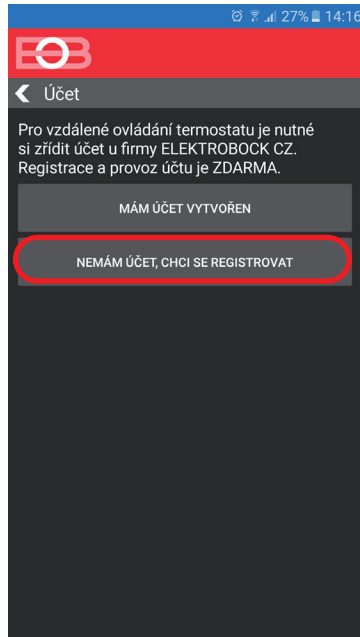 27% 14:16
EOB
Účet
Pro vzdálené ovládání termostatu je nutné
si zřídit účet u firmy ELEKTROBOCK CZ.
Registrace a provoz účtu je ZDARMA.
MÁM ÚČET VYTVOŘEN
NEMÁM ÚČET, CHCI SE REGISTROVAT